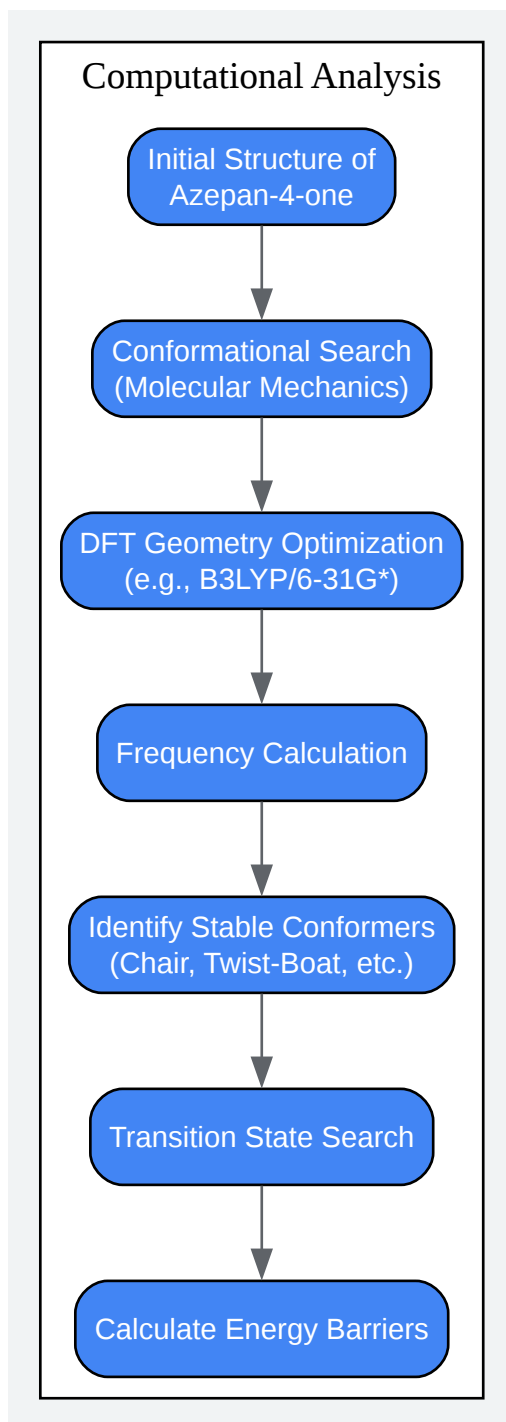 Computational Analysis
Initial Structure of
Azepan-4-one
Conformational Search
(Molecular Mechanics)
DFT Geometry Optimization
(e.g., B3LYP/6-31G*)
Frequency Calculation
Identify Stable Conformers
(Chair, Twist-Boat, etc.)
Transition State Search
Calculate Energy Barriers